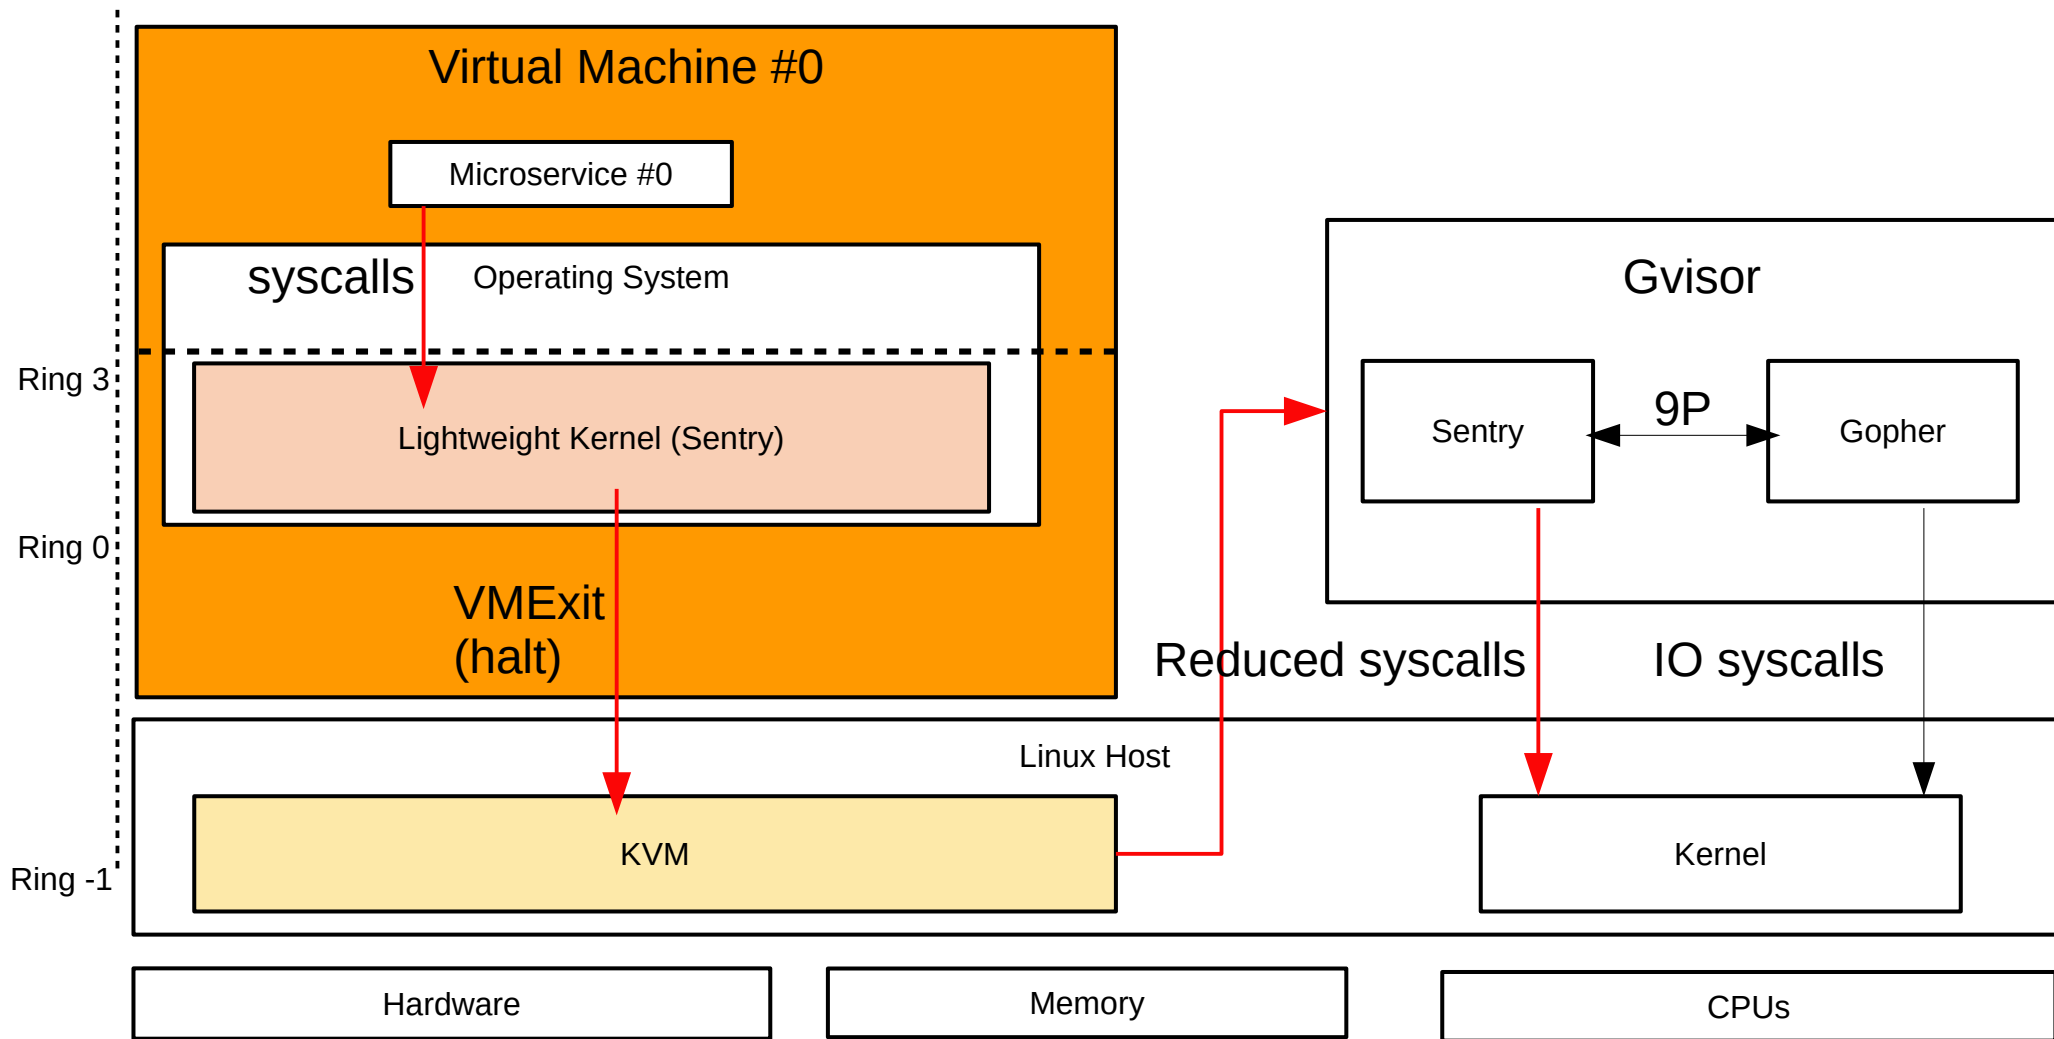 Virtual Machine #0
Microservice #0
syscalls
Operating System
Gvisor
Ring 3
Lightweight Kernel (Sentry)
Sentry
9P
Gopher
Ring 0
VMExit
(halt)
Reduced syscalls
IO syscalls
Linux Host
KVM
Kernel
Ring -1
Hardware
Memory
CPUs